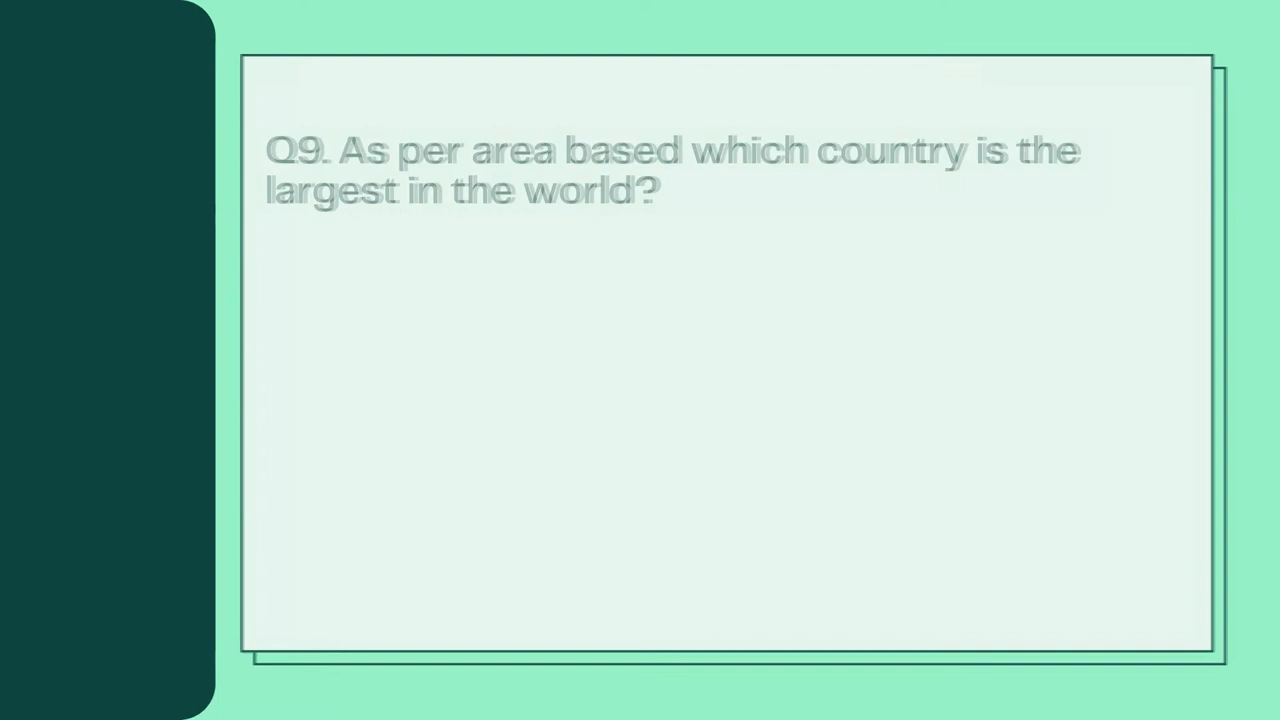 Q9. As per area based which country is the
largest in the world?